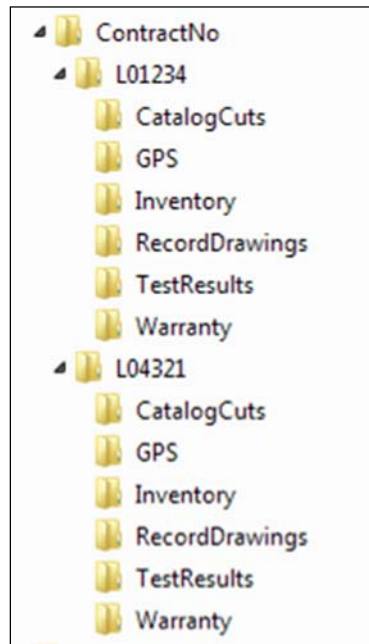 ContractNo
L01234
CatalogCuts
GPS
Inventory
RecordDrawings
TestResults
Warranty
L04321
CatalogCuts
GPS
Inventory
RecordDrawings
TestResults
Warranty